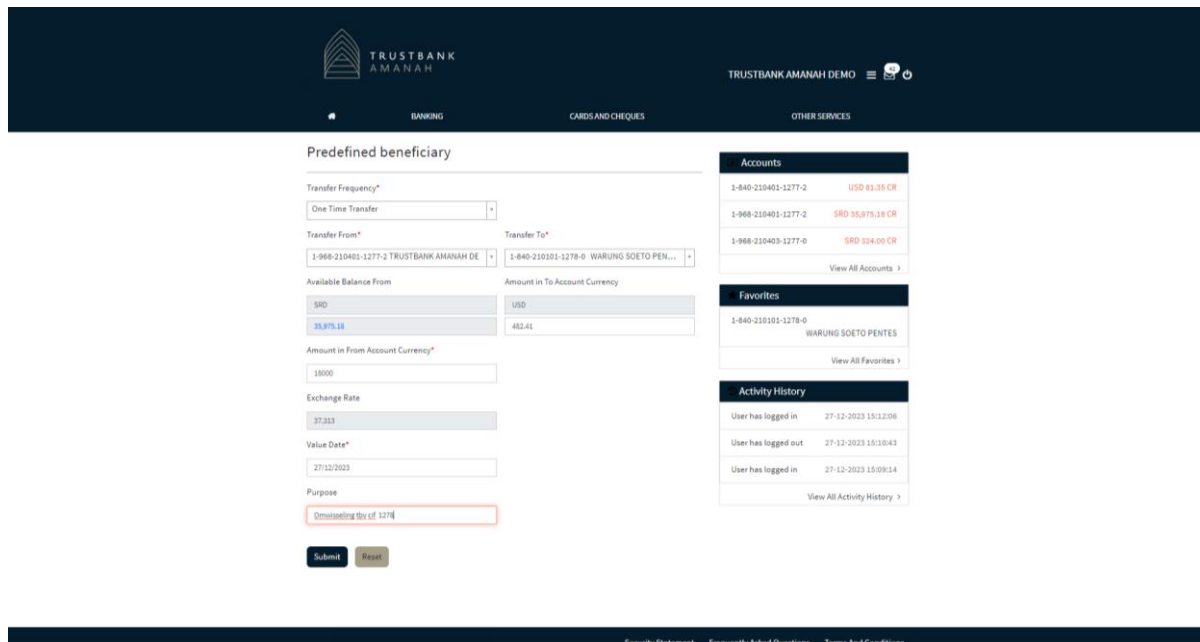 TRUSTBANK
AMANAH
TRUSTBANK AMANAH DEMO
42
BANKING
CARDS AND CHEQUES
OTHER SERVICES
Predefined beneficiary
Transfer Frequency*
One Time Transfer
Transfer From*
Transfer To*
1-968-210401-1277-2 TRUSTBANK AMANAH DE
1-840-210101-1278-0 WARUNG SOETO PEN...
Available Balance From
Amount in To Account Currency
SRD
USD
35,975.18
482.41
Amount in From Account Currency*
18000
Exchange Rate
37.313
Value Date*
27/12/2023
Purpose
Omwisseling tbv cif 1278
Submit
Reset
Accounts
1-840-210401-1277-2 USD 81.35 CR
1-968-210401-1277-2 SRD 35,975.18 CR
1-968-210403-1277-0 SRD 324.00 CR
View All Accounts >
Favorites
1-840-210101-1278-0
WARUNG SOETO PENTES
View All Favorites >
Activity History
User has logged in 27-12-2023 15:12:06
User has logged out 27-12-2023 15:10:43
User has logged in 27-12-2023 15:09:14
View All Activity History >
Security Statement Frequently Asked Questions Terms And Conditions